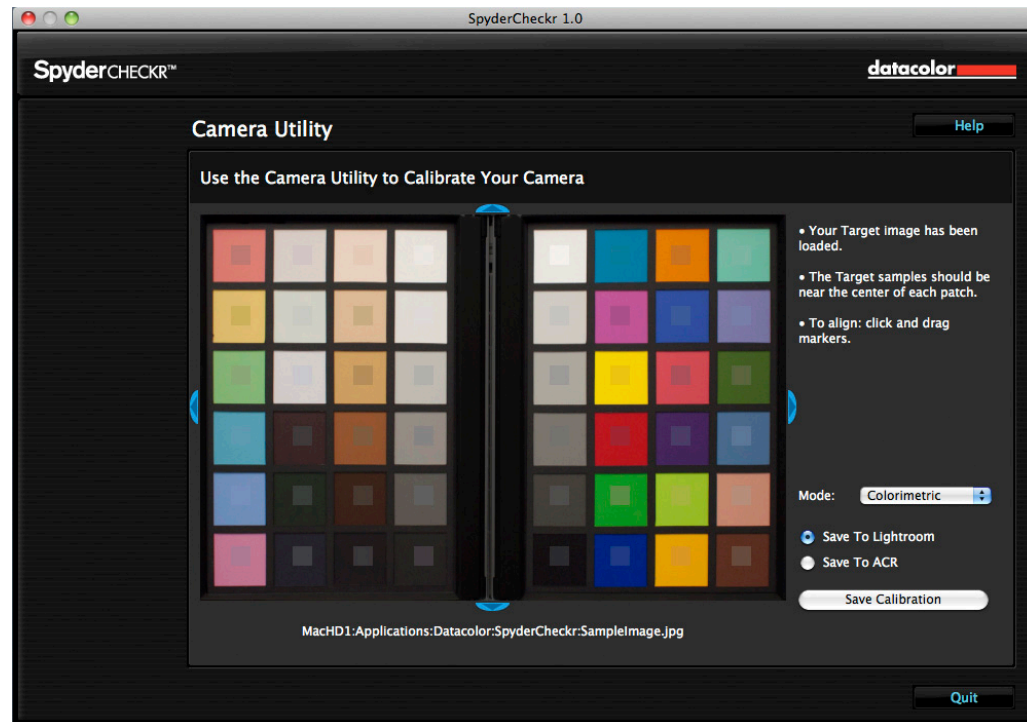 SpyderCheckr 1.0
SpyderCHECKR™
datacolor
Camera Utility
Help
Use the Camera Utility to Calibrate Your Camera
• Your Target image has been
loaded.
• The Target samples should be
near the center of each patch.
• To align: click and drag
markers.
Mode: Colorimetric
Save To Lightroom
Save To ACR
Save Calibration
MacHD1:Applications:Datacolor:SpyderCheckr:SampleImage.jpg
Quit